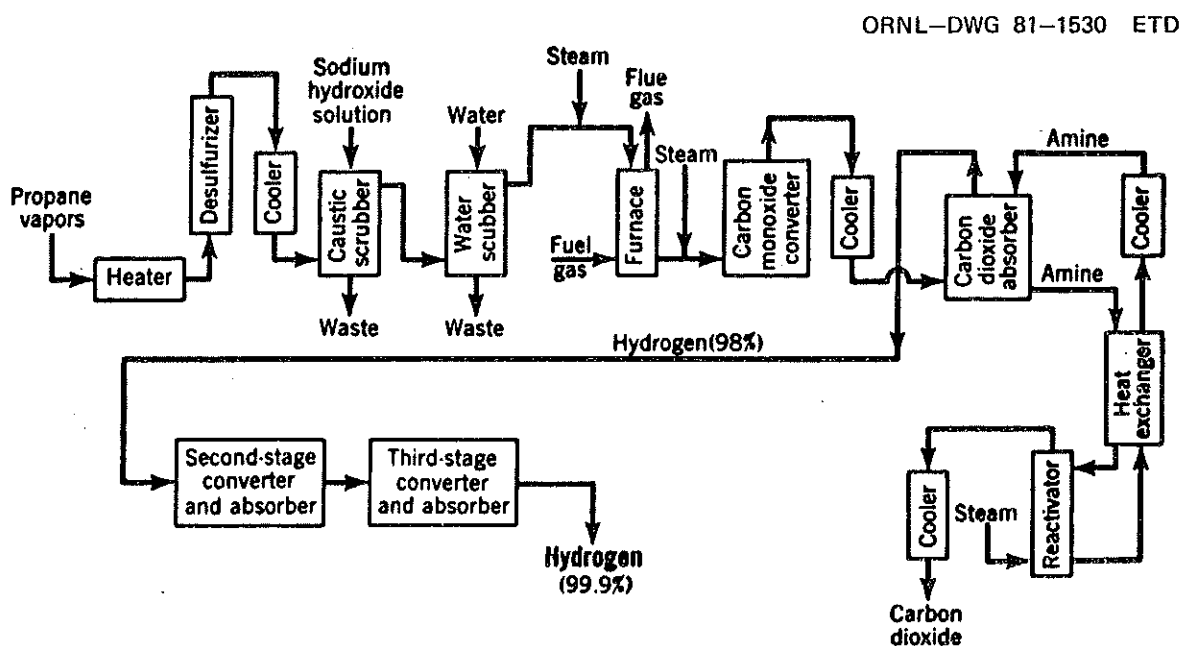 ORNL–DWG 81–1530 ETD
Propane
vapors
Heater
Desulfurizer
Cooler
Sodium
hydroxide
solution
Caustic
scrubber
Waste
Water
Water
scubber
Waste
Steam
Flue
gas
Fuel
gas
Furnace
Steam
Carbon
monoxide
converter
Cooler
Carbon
dioxide
absorber
Amine
Cooler
Amine
Heat
exchanger
Hydrogen(98%)
Second-stage
converter
and absorber
Third-stage
converter
and absorber
Hydrogen
(99.9%)
Cooler
Steam
Reactivator
Carbon
dioxide